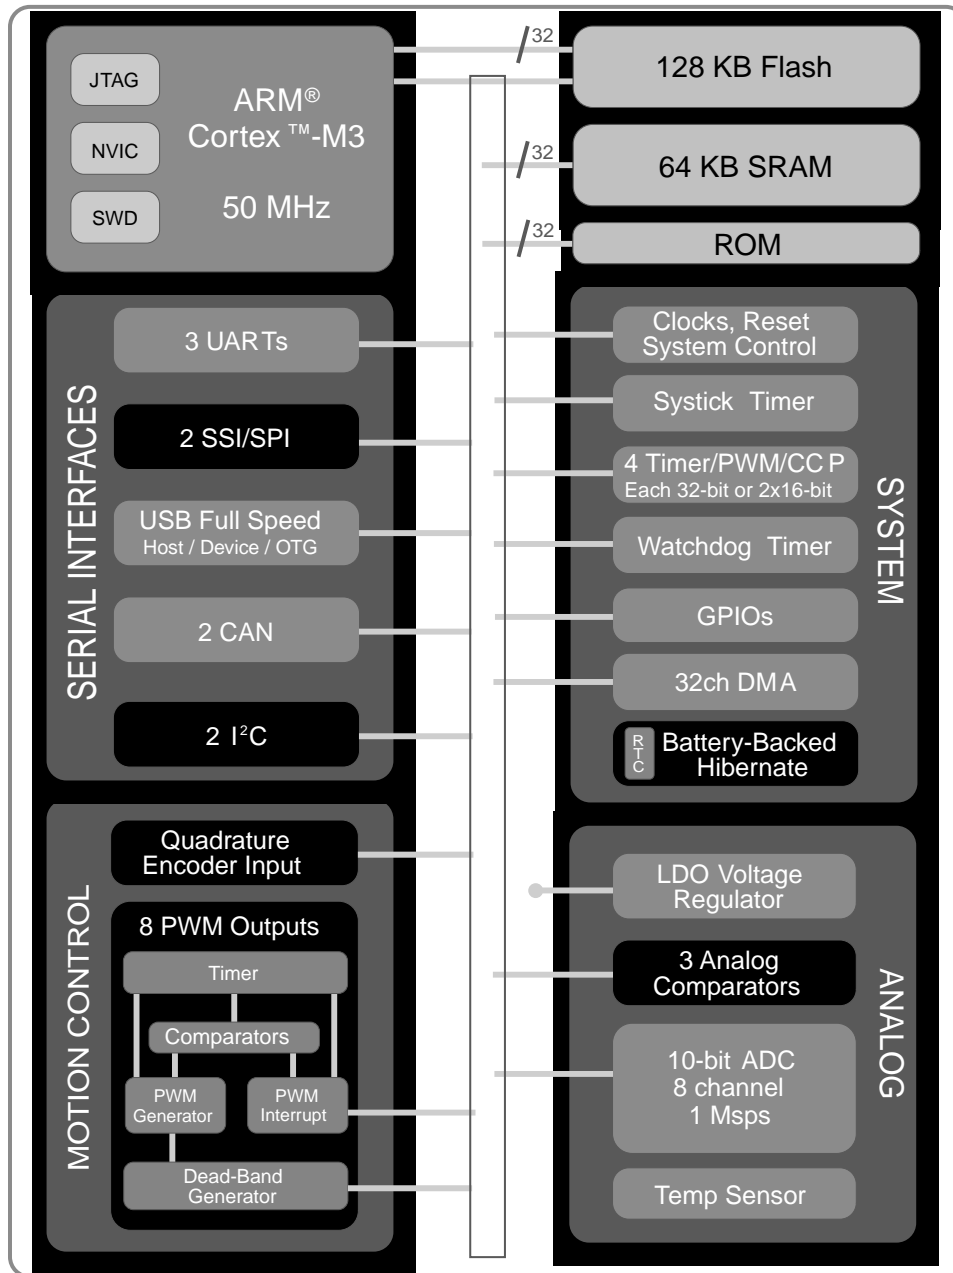 JTAG
NVIC
SWD
ARM®
Cortex™-M3
50 MHz
32
32
32
128 KB Flash
64 KB SRAM
ROM
SERIAL INTERFACES
3 UARTs
2 SSI/SPI
USB Full Speed
Host / Device / OTG
2 CAN
2 I²C
SYSTEM
Clocks, Reset
System Control
Systick Timer
4 Timer/PWM/CCP
Each 32-bit or 2x16-bit
Watchdog Timer
GPIOs
32ch DMA
RTC
Battery-Backed
Hibernate
MOTION CONTROL
Quadrature
Encoder Input
8 PWM Outputs
Timer
Comparators
PWM
Generator
PWM
Interrupt
Dead-Band
Generator
ANALOG
LDO Voltage
Regulator
3 Analog
Comparators
10-bit ADC
8 channel
1 Msps
Temp Sensor